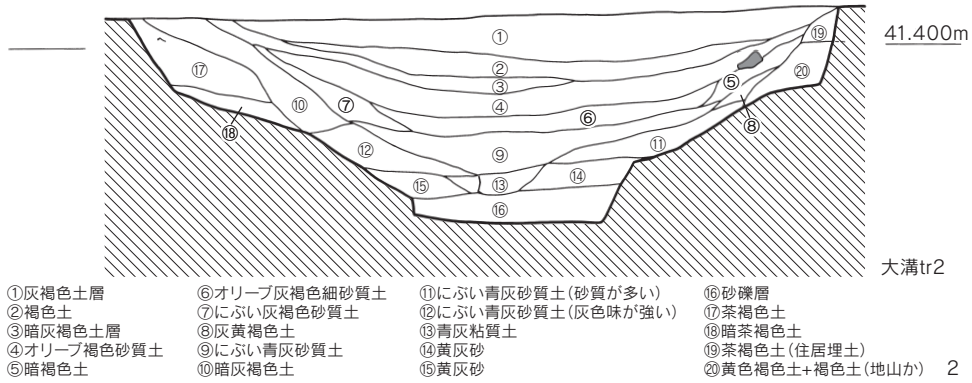 ①
⑲
41.400m
②
⑰
⑤
⑳
③
⑩
⑦
④
⑥
⑧
⑱
⑫
⑨
⑪
⑮
⑬
⑭
⑯
大溝tr2
①灰褐色土層 ⑥オリーブ灰褐色細砂質土 ⑪にぶい青灰砂質土(砂質が多い) ⑯砂礫層
②褐色土 ⑦にぶい灰褐色砂質土 ⑫にぶい青灰砂質土(灰色味が強い) ⑰茶褐色土
③暗灰褐色土層 ⑧灰黄褐色土 ⑬青灰粘質土 ⑱暗茶褐色土
④オリーブ褐色砂質土 ⑨にぶい青灰砂質土 ⑭黄灰砂 ⑲茶褐色土(住居埋土)
⑤暗褐色土 ⑩暗灰褐色土 ⑮黄灰砂 ⑳黄色褐色土+褐色土(地山か) 2